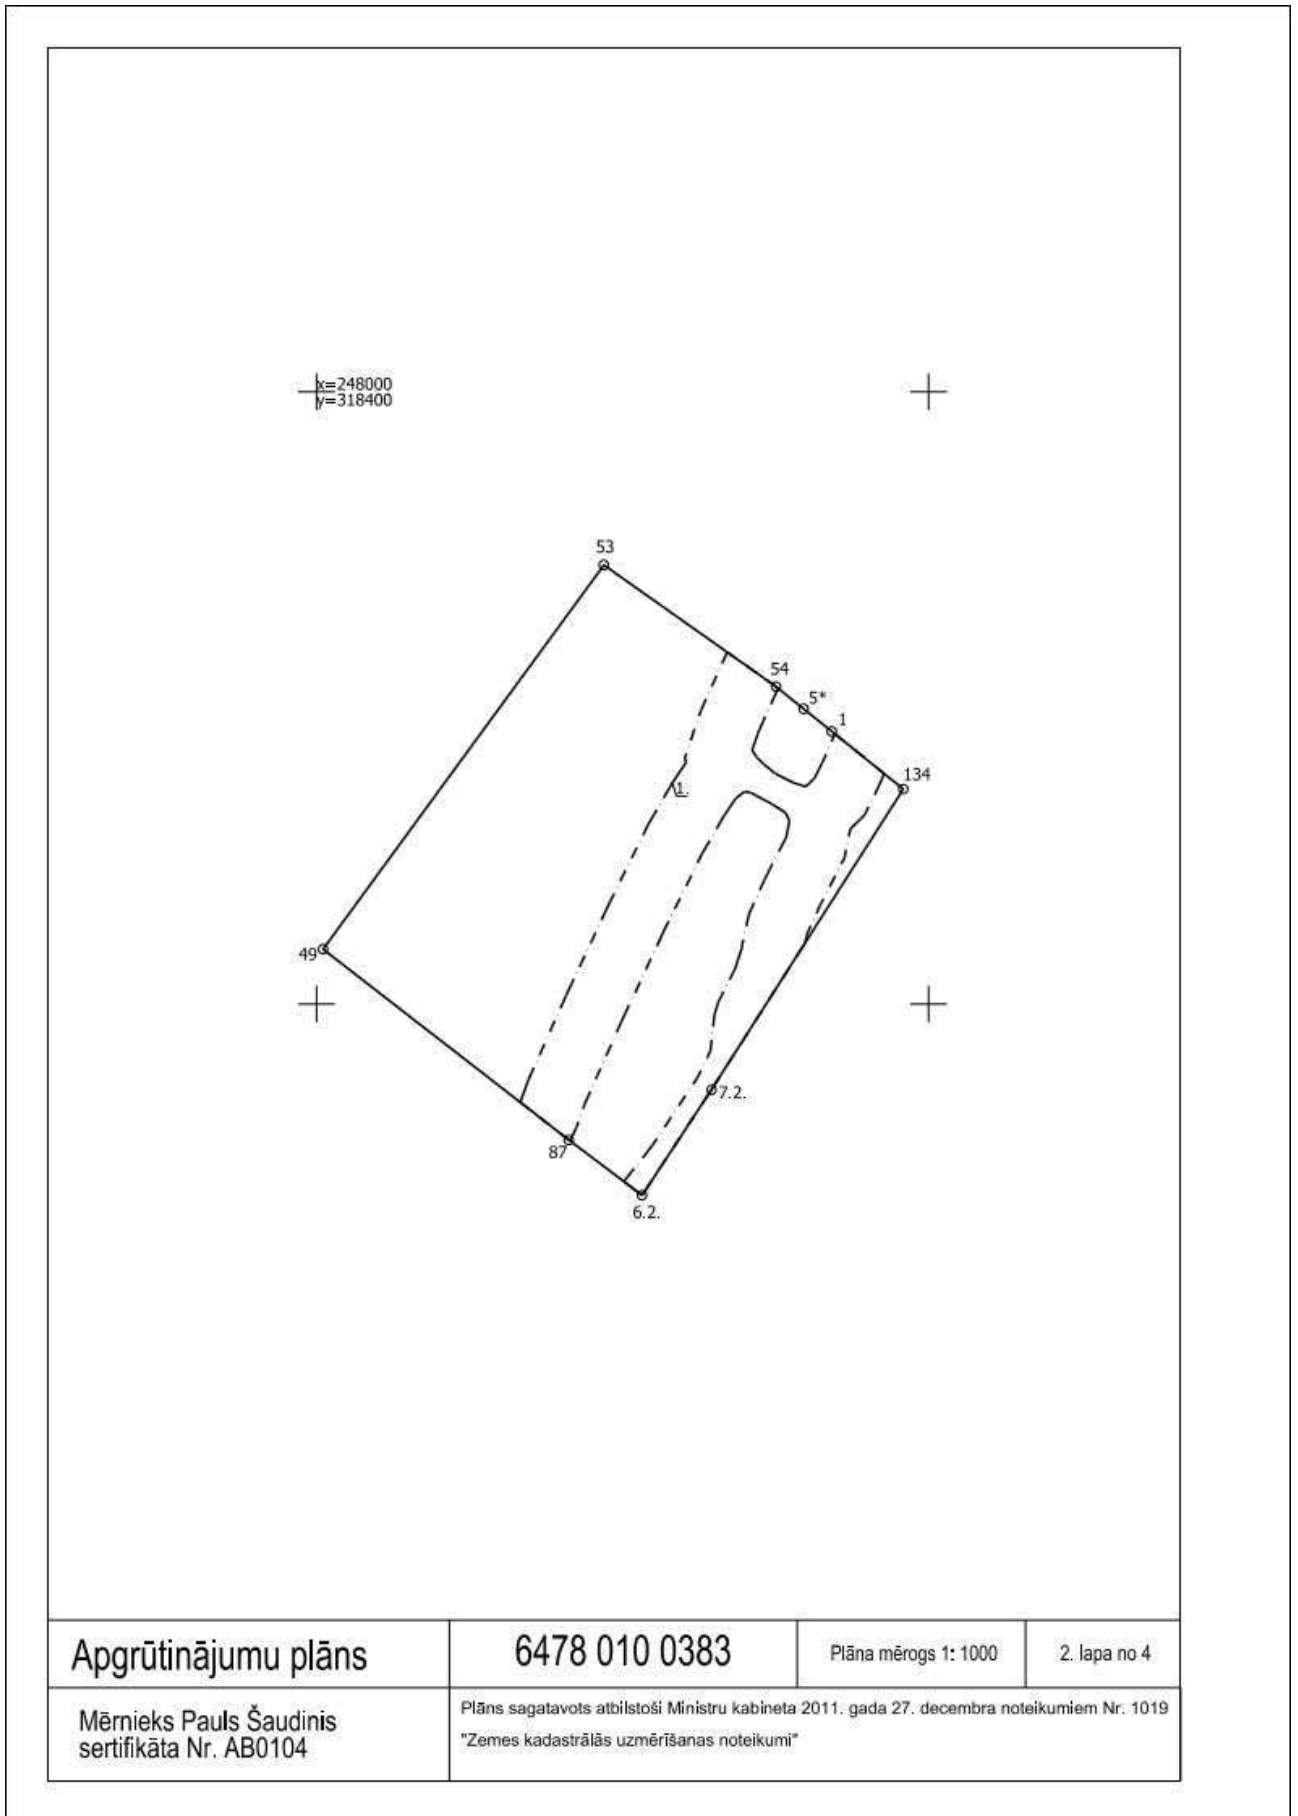 x=248000
y=318400
53
54
5*
1
134
1.
49
7.2.
87
6.2.
Apgrūtinājumu plāns
6478 010 0383
Plāna mērogs 1: 1000
2. lapa no 4
Mērnieks Pauls Šaudinis
sertifikāta Nr. AB0104
Plāns sagatavots atbilstoši Ministru kabineta 2011. gada 27. decembra noteikumiem Nr. 1019
"Zemes kadastrālās uzmērīšanas noteikumi"